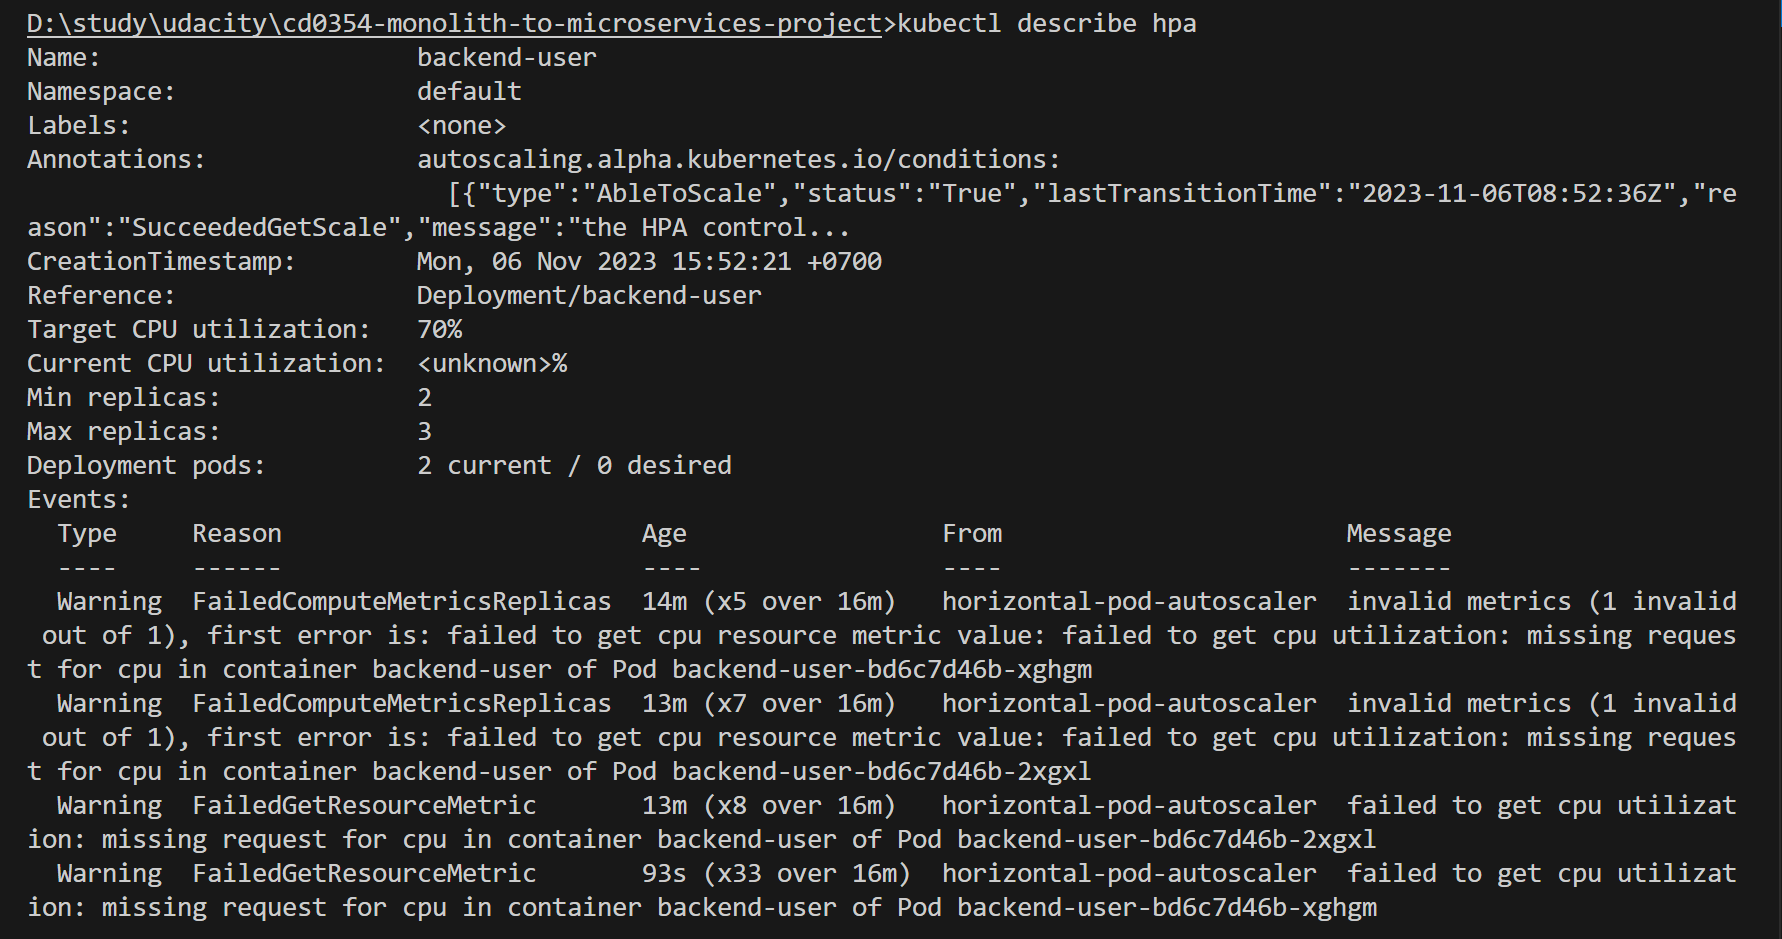 D:\study\udacity\cd0354-monolith-to-microservices-project>kubectl describe hpa
Name:                     backend-user
Namespace:                default
Labels:                   <none>
Annotations:              autoscaling.alpha.kubernetes.io/conditions:
                            [{"type":"AbleToScale","status":"True","lastTransitionTime":"2023-11-06T08:52:36Z","re
ason":"SucceededGetScale","message":"the HPA control...
CreationTimestamp:        Mon, 06 Nov 2023 15:52:21 +0700
Reference:                Deployment/backend-user
Target CPU utilization:   70%
Current CPU utilization:  <unknown>%
Min replicas:             2
Max replicas:             3
Deployment pods:          2 current / 0 desired
Events:
  Type     Reason                        Age                 From                       Message
  ----     ------                        ----                ----                       -------
  Warning  FailedComputeMetricsReplicas  14m (x5 over 16m)   horizontal-pod-autoscaler  invalid metrics (1 invalid
 out of 1), first error is: failed to get cpu resource metric value: failed to get cpu utilization: missing reques
t for cpu in container backend-user of Pod backend-user-bd6c7d46b-xghgm
  Warning  FailedComputeMetricsReplicas  13m (x7 over 16m)   horizontal-pod-autoscaler  invalid metrics (1 invalid
 out of 1), first error is: failed to get cpu resource metric value: failed to get cpu utilization: missing reques
t for cpu in container backend-user of Pod backend-user-bd6c7d46b-2xgxl
  Warning  FailedGetResourceMetric       13m (x8 over 16m)   horizontal-pod-autoscaler  failed to get cpu utilizat
ion: missing request for cpu in container backend-user of Pod backend-user-bd6c7d46b-2xgxl
  Warning  FailedGetResourceMetric       93s (x33 over 16m)  horizontal-pod-autoscaler  failed to get cpu utilizat
ion: missing request for cpu in container backend-user of Pod backend-user-bd6c7d46b-xghgm